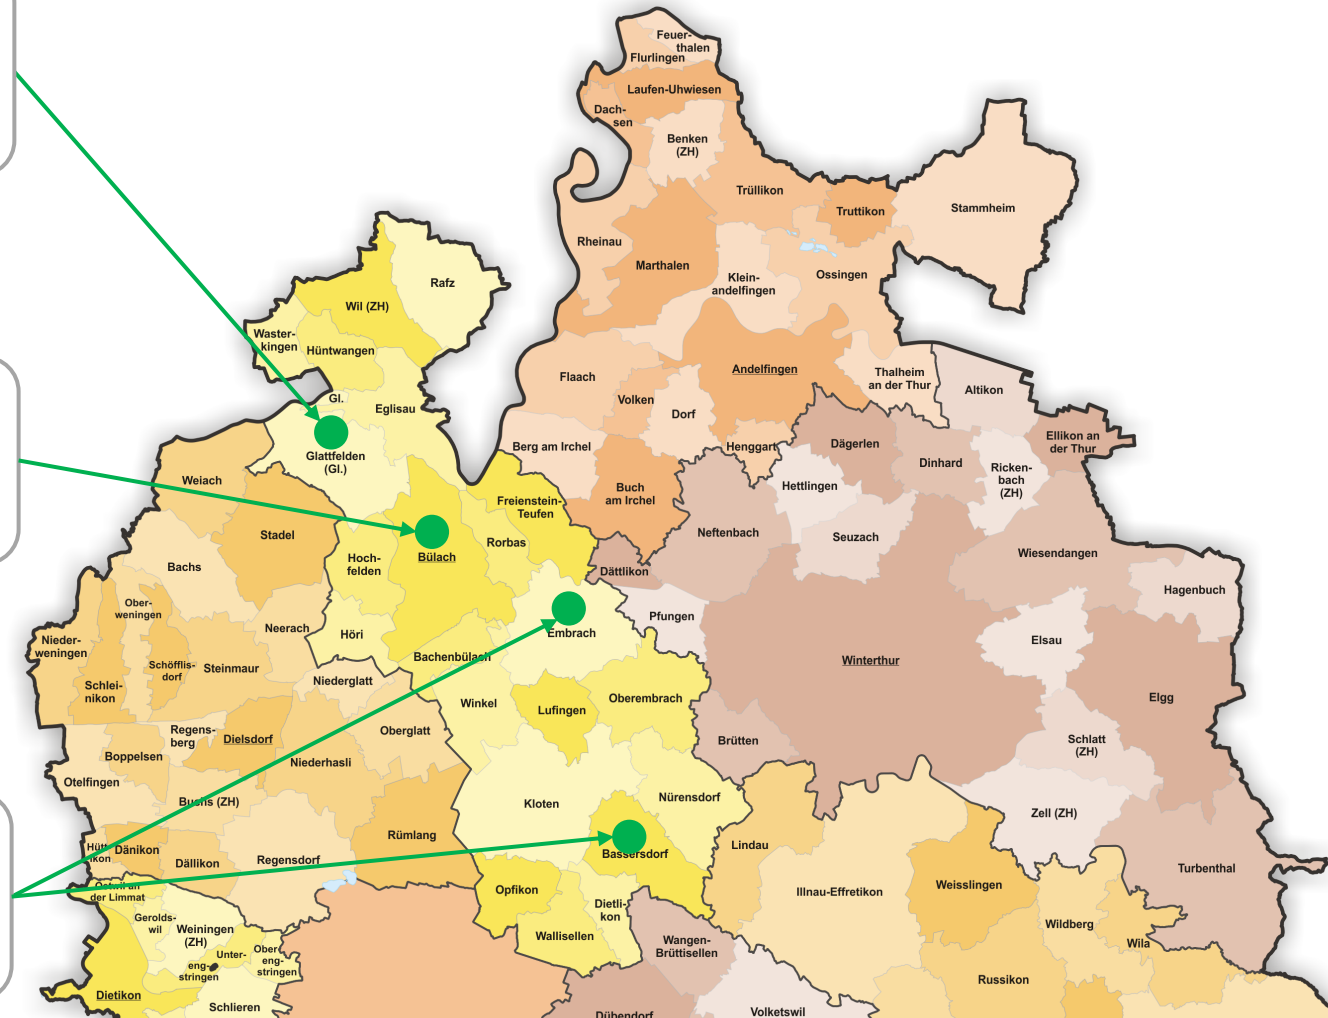 Feuer-
thalen
Flurlingen
Laufen-Uhwiesen
Dach-
sen
Benken
(ZH)
Trüllikon
Truttikon
Stammheim
Rheinau
Marthalen
Klein-
andelfingen
Ossingen
Rafz
Wil (ZH)
Waster-
kingen
Hüntwangen
Gl.
Eglisau
Flaach
Volken
Dorf
Andelfingen
Thalheim
an der Thur
Altikon
Glattfelden
(Gl.)
Berg am Irchel
Henggart
Dägerlen
Dinhard
Ellikon an
der Thur
Ricken-
bach
(ZH)
Weiach
Buch
am Irchel
Hettlingen
Freienstein-
Teufen
Stadel
Neftenbach
Seuzach
Rorbas
Bülach
Hoch-
felden
Wiesendangen
Bachs
Dättlikon
Hagenbuch
Ober-
weningen
Pfungen
Neerach
Höri
Embrach
Elsau
Nieder-
weningen
Bachenbülach
Winterthur
Schöfflis-
dorf
Steinmaur
Schlei-
nikon
Niederglatt
Oberembrach
Elgg
Winkel
Lufingen
Regens-
berg
Dielsdorf
Oberglatt
Brütten
Schlatt
(ZH)
Boppelsen
Niederhasli
Otelfingen
Buchs (ZH)
Kloten
Nürensdorf
Zell (ZH)
Rümlang
Hütt
ikon
Dänikon
Dällikon
Regensdorf
Bassersdorf
Lindau
Turbenthal
Oetwil an
der Limmat
Opfikon
Illnau-Effretikon
Weisslingen
Gerolds-
wil
Weiningen
(ZH)
Dietli-
kon
Wallisellen
Wildberg
Wila
Wangen-
Brüttisellen
Ober
eng-
stringen
Unter-
eng-
stringen
Russikon
Dietikon
Schlieren
Volketswil
Dübendorf